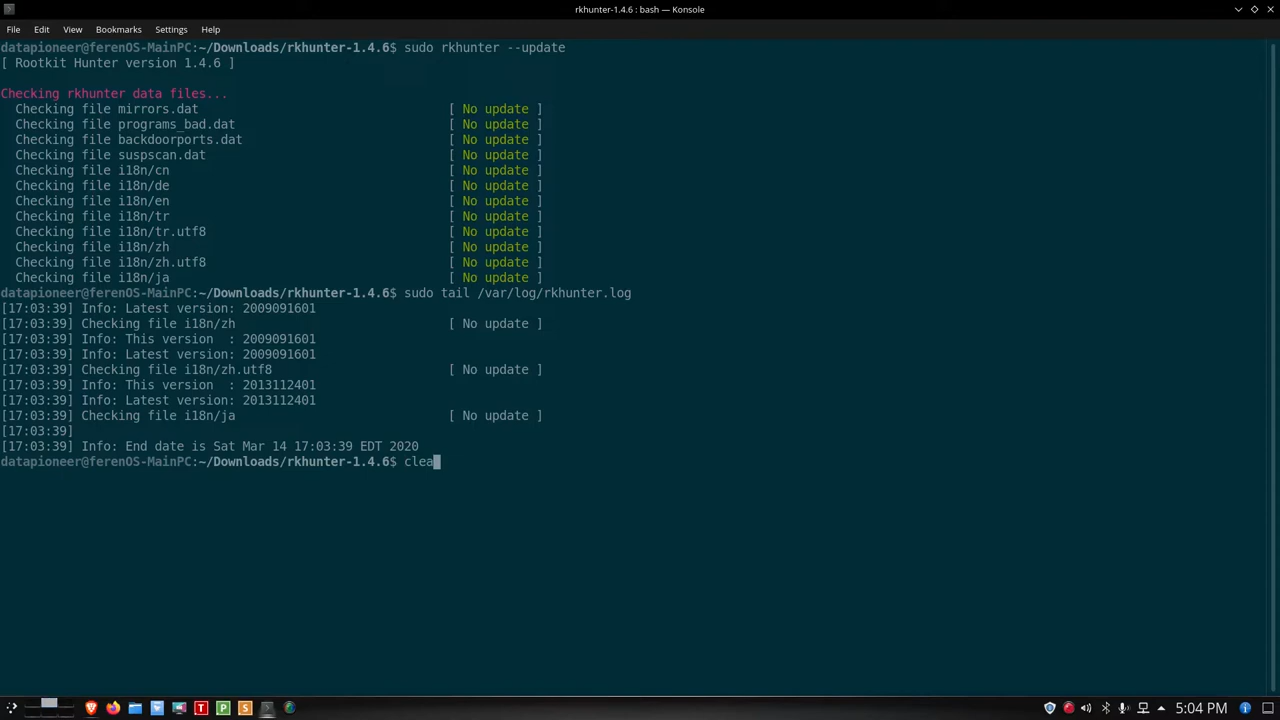 rkhunter-1.4.6 : bash — Konsole
File Edit View Bookmarks Settings Help
datapioneer@ferenOS-MainPC:~/Downloads/rkhunter-1.4.6$ sudo rkhunter --update
[ Rootkit Hunter version 1.4.6 ]
Checking rkhunter data files...
Checking file mirrors.dat [ No update ]
Checking file programs_bad.dat [ No update ]
Checking file backdoorports.dat [ No update ]
Checking file suspscan.dat [ No update ]
Checking file i18n/cn [ No update ]
Checking file i18n/de [ No update ]
Checking file i18n/en [ No update ]
Checking file i18n/tr [ No update ]
Checking file i18n/tr.utf8 [ No update ]
Checking file i18n/zh [ No update ]
Checking file i18n/zh.utf8 [ No update ]
Checking file i18n/ja [ No update ]
datapioneer@ferenOS-MainPC:~/Downloads/rkhunter-1.4.6$ sudo tail /var/log/rkhunter.log
[17:03:39] Info: Latest version: 2009091601
[17:03:39] Checking file i18n/zh [ No update ]
[17:03:39] Info: This version : 2009091601
[17:03:39] Info: Latest version: 2009091601
[17:03:39] Checking file i18n/zh.utf8 [ No update ]
[17:03:39] Info: This version : 2013112401
[17:03:39] Info: Latest version: 2013112401
[17:03:39] Checking file i18n/ja [ No update ]
[17:03:39]
[17:03:39] Info: End date is Sat Mar 14 17:03:39 EDT 2020
datapioneer@ferenOS-MainPC:~/Downloads/rkhunter-1.4.6$ clea
T P S 5:04 PM